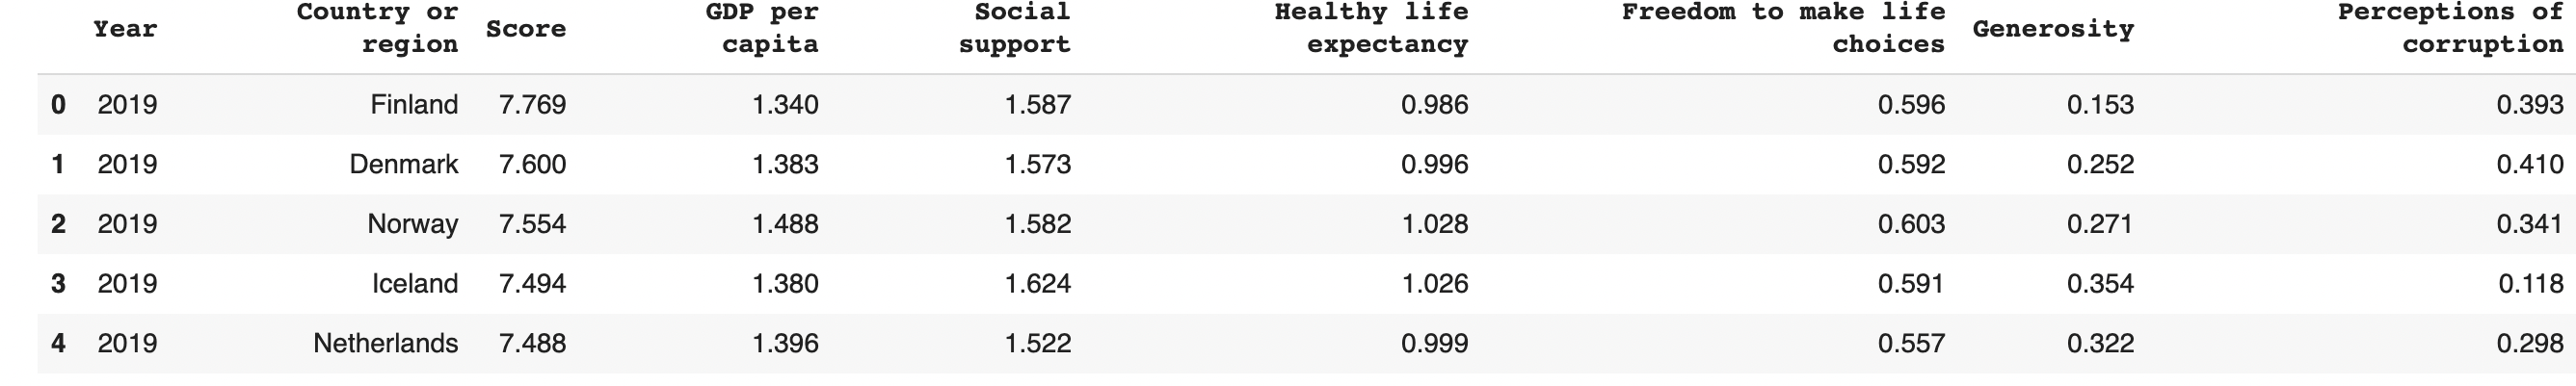 Year Country or region Score GDP per capita Social support Healthy life expectancy Freedom to make life choices Generosity Perceptions of corruption
0 2019 Finland 7.769 1.340 1.587 0.986 0.596 0.153 0.393
1 2019 Denmark 7.600 1.383 1.573 0.996 0.592 0.252 0.410
2 2019 Norway 7.554 1.488 1.582 1.028 0.603 0.271 0.341
3 2019 Iceland 7.494 1.380 1.624 1.026 0.591 0.354 0.118
4 2019 Netherlands 7.488 1.396 1.522 0.999 0.557 0.322 0.298